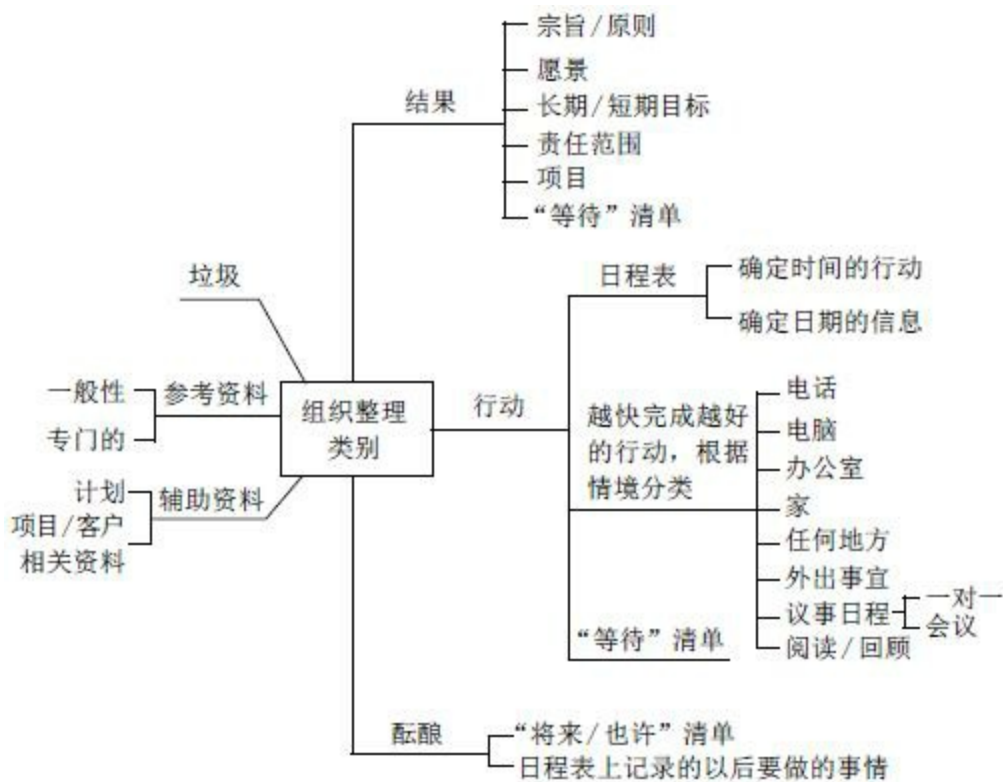 宗旨/原则
愿景
结果
长期/短期目标
责任范围
项目
“等待”清单
垃圾
日程表
确定时间的行动
确定日期的信息
一般性
参考资料
专门的
组织整理
类别
行动
越快完成越好
的行动，根据
情境分类
电话
电脑
办公室
家
任何地方
外出事宜
议事日程
一对一
会议
阅读/回顾
计划
辅助资料
项目/客户
相关资料
“等待”清单
酝酿
“将来/也许”清单
日程表上记录的以后要做的事情